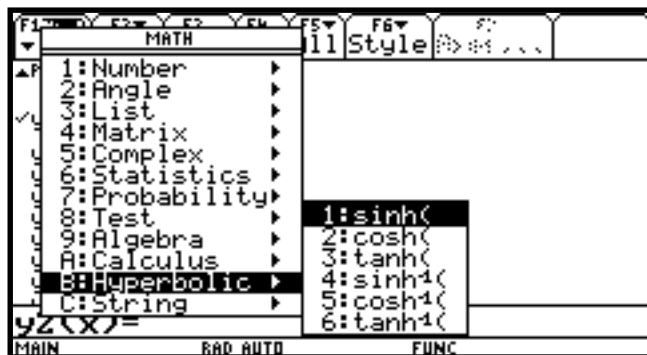 F5 F6
MATH
ll Style
1:Number
2:Angle
3:List
4:Matrix
5:Complex
6:Statistics
7:Probability
8:Test
9:Algebra
A:Calculus
B:Hyperbolic
C:String
1:sinh(
2:cosh(
3:tanh(
4:sinh⁻¹(
5:cosh⁻¹(
6:tanh⁻¹(
y2(x)=
MAIN RAD AUTO FUNC